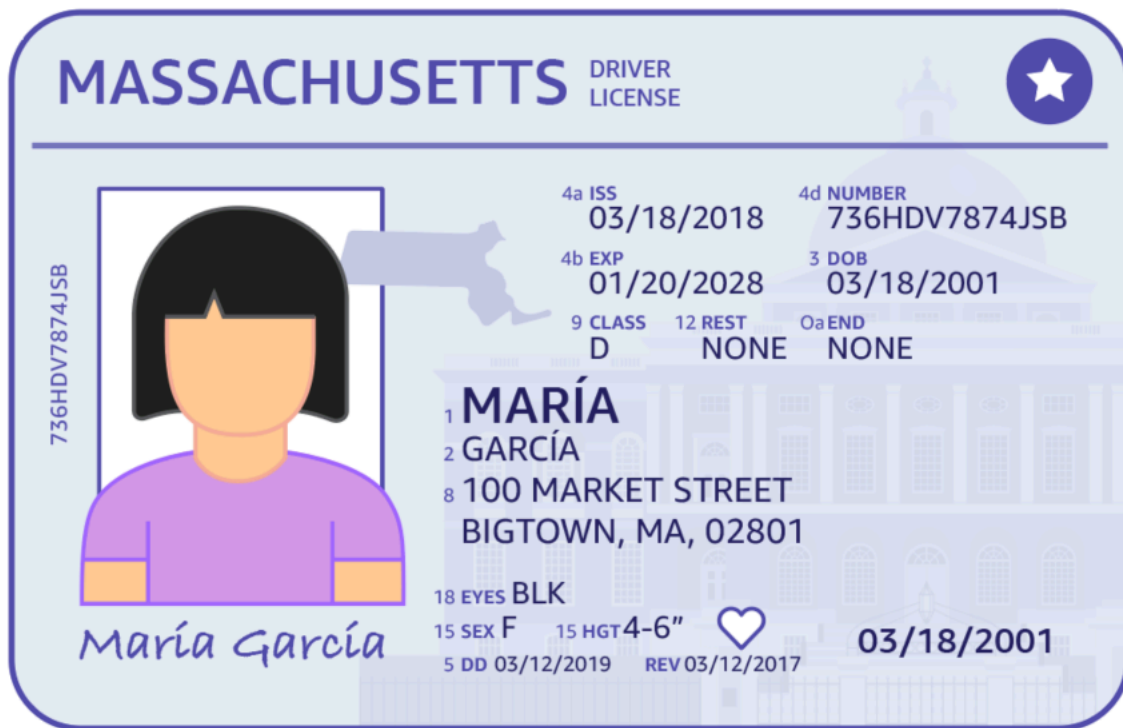 MASSACHUSETTS DRIVER LICENSE
4a ISS 4d NUMBER
03/18/2018 736HDV7874JSB
4b EXP 3 DOB
01/20/2028 03/18/2001
9 CLASS 12 REST 0a END
D NONE NONE
736HDV7874JSB
1 MARÍA
2 GARCÍA
8 100 MARKET STREET
BIGTOWN, MA, 02801
18 EYES BLK
15 SEX F 15 HGT 4-6”
5 DD 03/12/2019 REV 03/12/2017
03/18/2001
María García